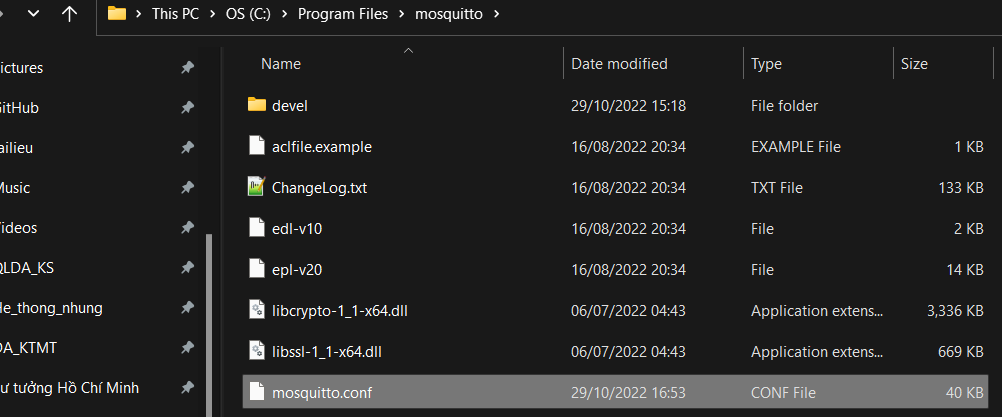 This PC > OS (C:) > Program Files > mosquitto >
Name Date modified Type Size
ictures
GitHub
ailieu
Music
Videos
QLDA_KS
He_thong_nhung
DA_KTMT
ư tưởng Hồ Chí Minh
devel 29/10/2022 15:18 File folder
aclfile.example 16/08/2022 20:34 EXAMPLE File 1 KB
ChangeLog.txt 16/08/2022 20:34 TXT File 133 KB
edl-v10 16/08/2022 20:34 File 2 KB
epl-v20 16/08/2022 20:34 File 14 KB
libcrypto-1_1-x64.dll 06/07/2022 04:43 Application extens... 3,336 KB
libssl-1_1-x64.dll 06/07/2022 04:43 Application extens... 669 KB
mosquitto.conf 29/10/2022 16:53 CONF File 40 KB